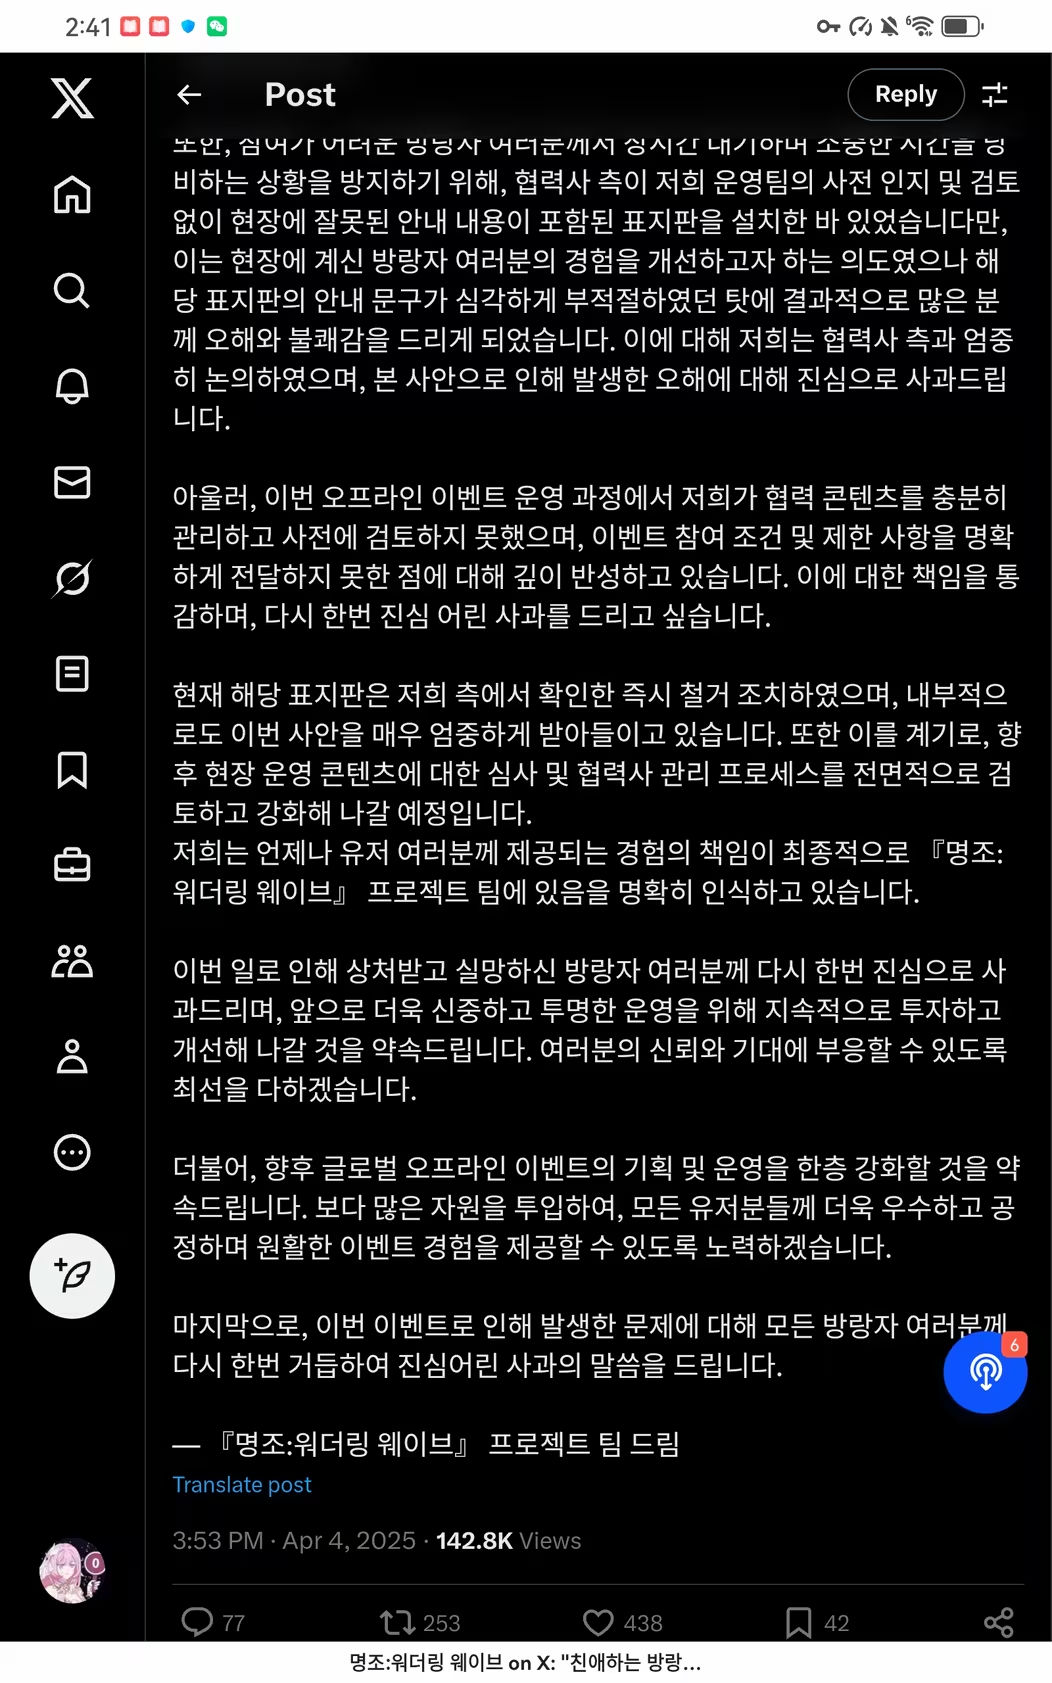 2:41
Post
Reply
또한, 참여가 어려운 방랑자 여러분께서 장시간 대기하며 소중한 시간을 낭
비하는 상황을 방지하기 위해, 협력사 측이 저희 운영팀의 사전 인지 및 검토
없이 현장에 잘못된 안내 내용이 포함된 표지판을 설치한 바 있었습니다만,
이는 현장에 계신 방랑자 여러분의 경험을 개선하고자 하는 의도였으나 해
당 표지판의 안내 문구가 심각하게 부적절하였던 탓에 결과적으로 많은 분
께 오해와 불쾌감을 드리게 되었습니다. 이에 대해 저희는 협력사 측과 엄중
히 논의하였으며, 본 사안으로 인해 발생한 오해에 대해 진심으로 사과드립
니다.
아울러, 이번 오프라인 이벤트 운영 과정에서 저희가 협력 콘텐츠를 충분히
관리하고 사전에 검토하지 못했으며, 이벤트 참여 조건 및 제한 사항을 명확
하게 전달하지 못한 점에 대해 깊이 반성하고 있습니다. 이에 대한 책임을 통
감하며, 다시 한번 진심 어린 사과를 드리고 싶습니다.
현재 해당 표지판은 저희 측에서 확인한 즉시 철거 조치하였으며, 내부적으
로도 이번 사안을 매우 엄중하게 받아들이고 있습니다. 또한 이를 계기로, 향
후 현장 운영 콘텐츠에 대한 심사 및 협력사 관리 프로세스를 전면적으로 검
토하고 강화해 나갈 예정입니다.
저희는 언제나 유저 여러분께 제공되는 경험의 책임이 최종적으로 『명조:
워더링 웨이브』 프로젝트 팀에 있음을 명확히 인식하고 있습니다.
이번 일로 인해 상처받고 실망하신 방랑자 여러분께 다시 한번 진심으로 사
과드리며, 앞으로 더욱 신중하고 투명한 운영을 위해 지속적으로 투자하고
개선해 나갈 것을 약속드립니다. 여러분의 신뢰와 기대에 부응할 수 있도록
최선을 다하겠습니다.
더불어, 향후 글로벌 오프라인 이벤트의 기획 및 운영을 한층 강화할 것을 약
속드립니다. 보다 많은 자원을 투입하여, 모든 유저분들께 더욱 우수하고 공
정하며 원활한 이벤트 경험을 제공할 수 있도록 노력하겠습니다.
마지막으로, 이번 이벤트로 인해 발생한 문제에 대해 모든 방랑자 여러분께
다시 한번 거듭하여 진심어린 사과의 말씀을 드립니다.
6
— 『명조:워더링 웨이브』 프로젝트 팀 드림
Translate post
3:53 PM · Apr 4, 2025 · 142.8K Views
0
77 253 438 42
명조:워더링 웨이브 on X: "친애하는 방랑...